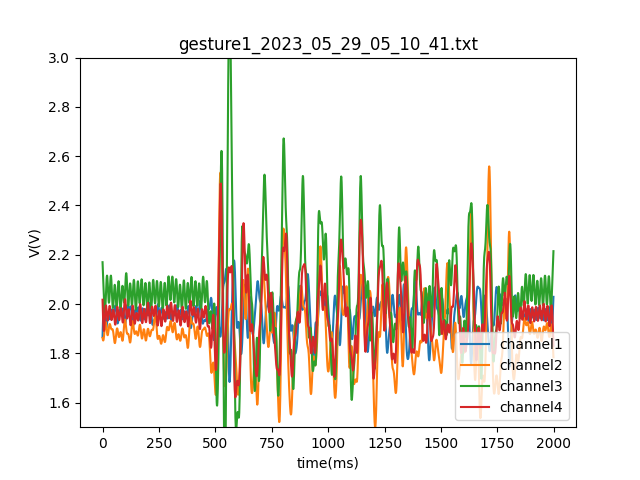 gesture1_2023_05_29_05_10_41.txt
V(V)
3.0
2.8
2.6
2.4
2.2
2.0
1.8
1.6
channel1
channel2
channel3
channel4
0 250 500 750 1000 1250 1500 1750 2000
time(ms)